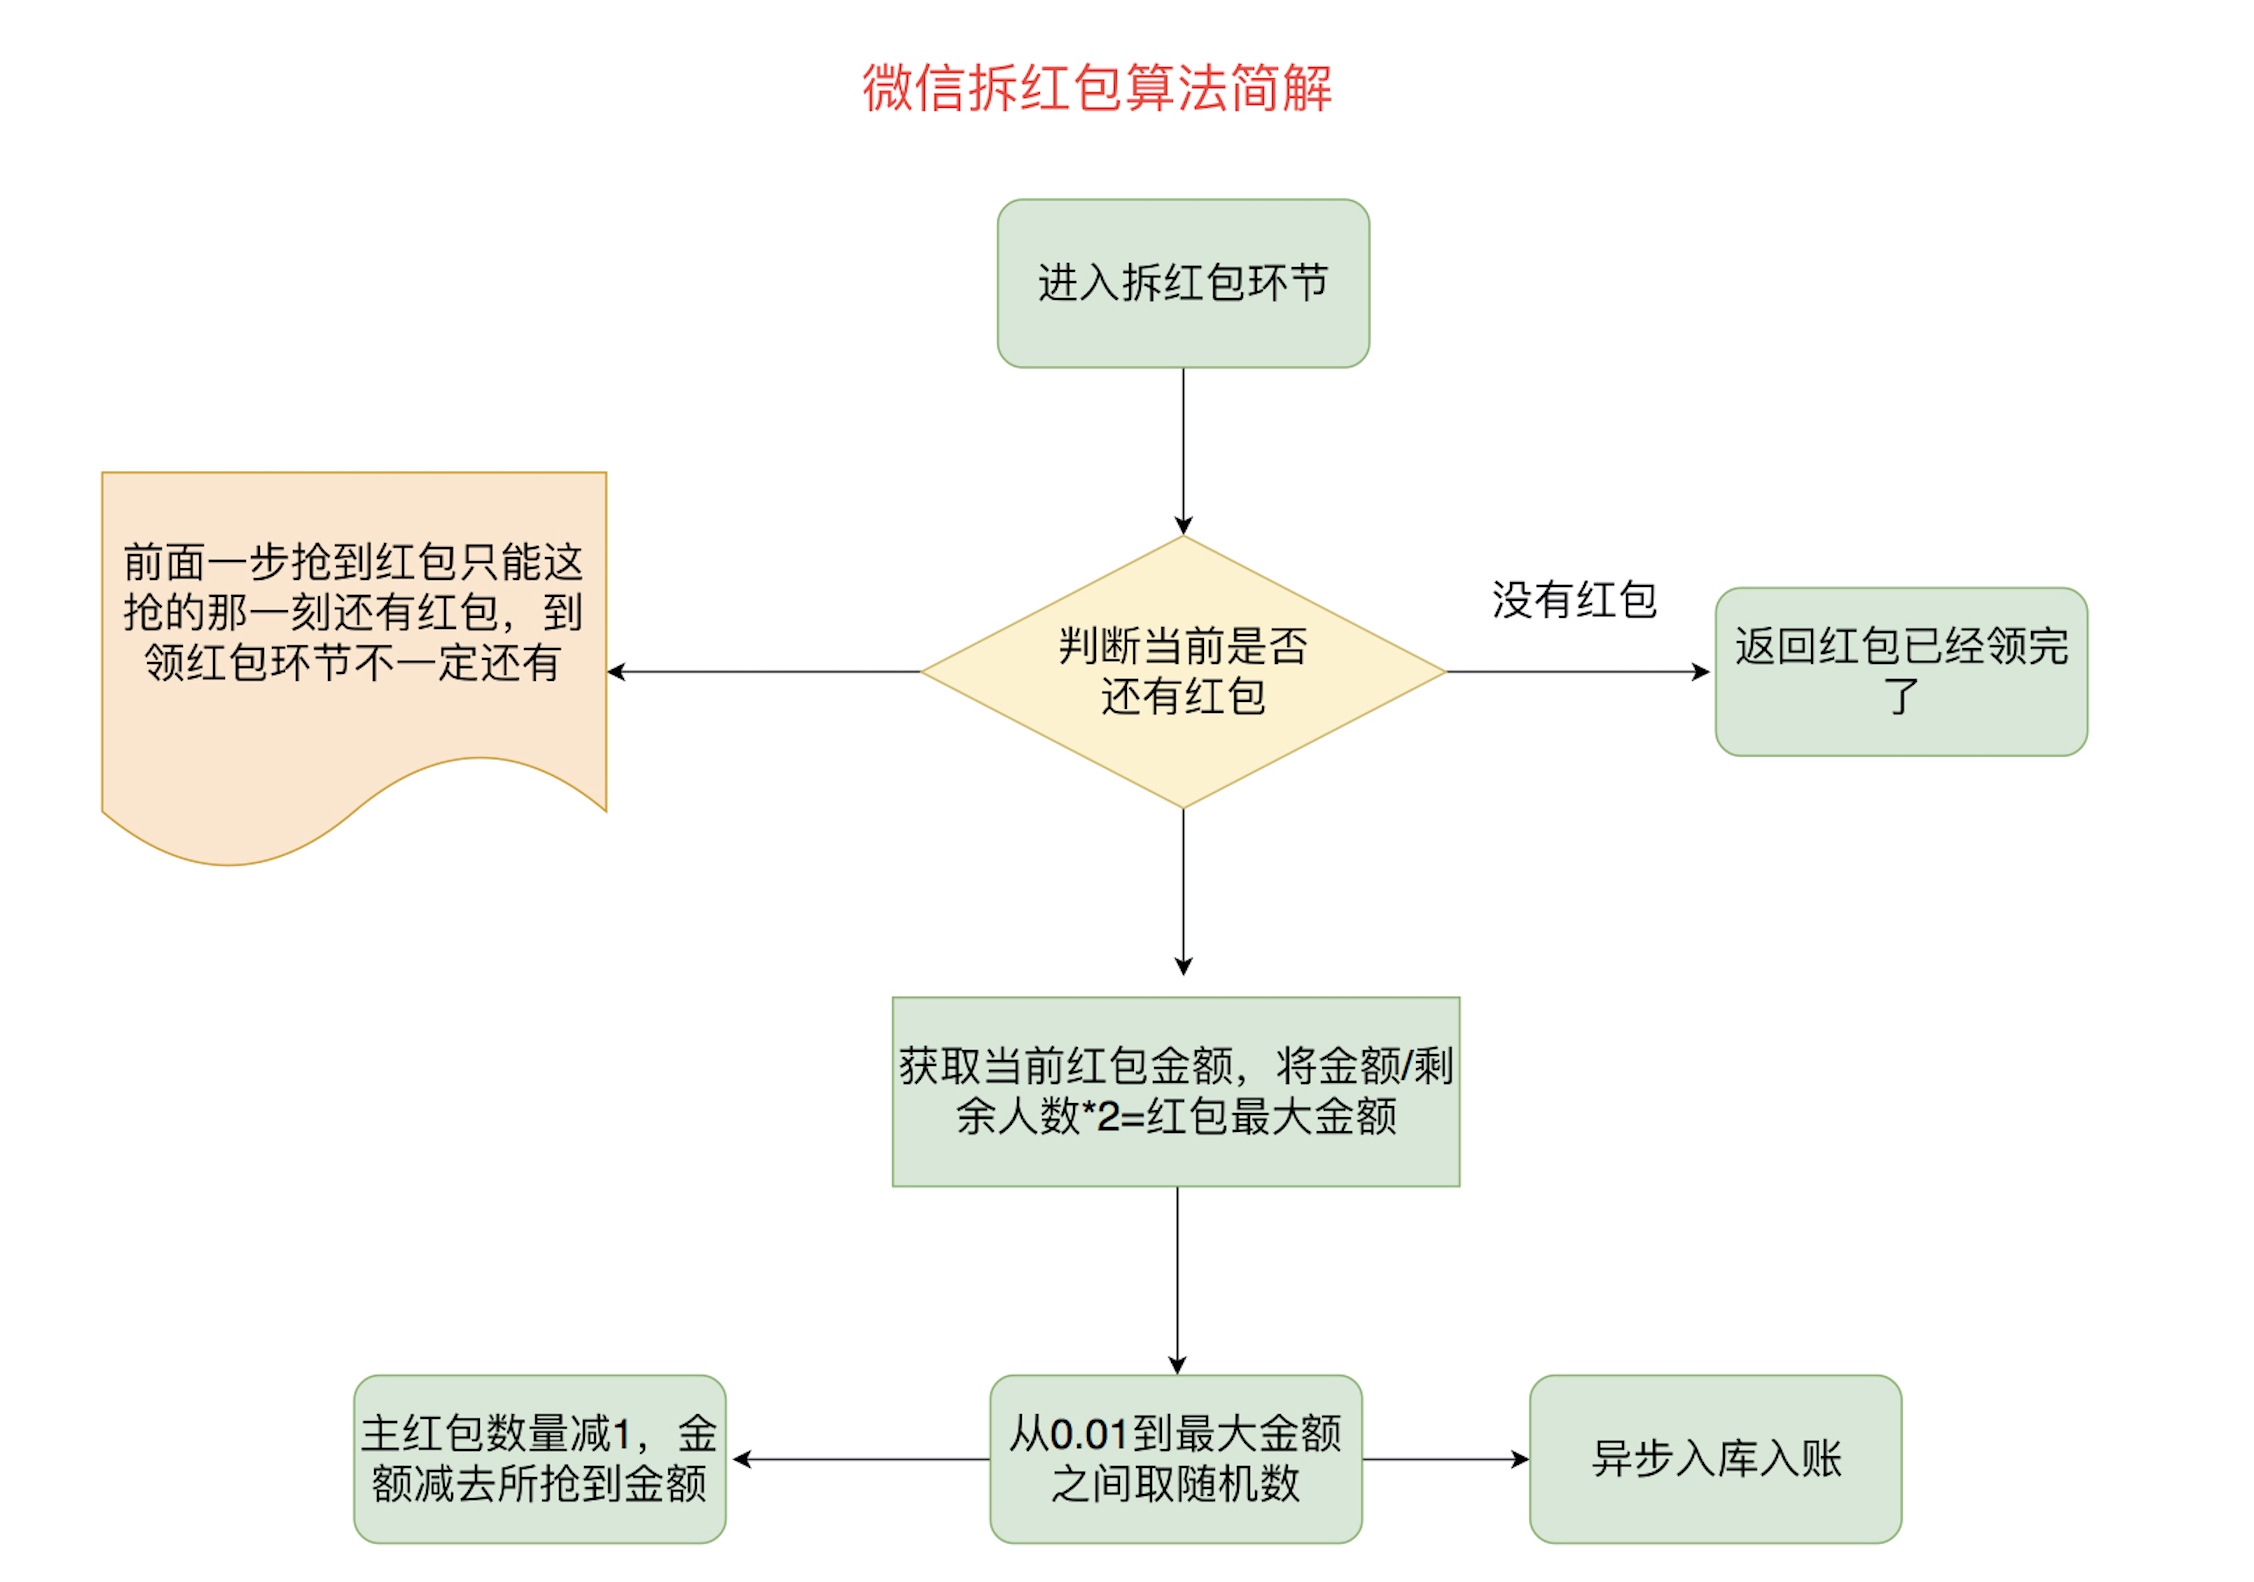 微信拆红包算法简解
进入拆红包环节
前面一步抢到红包只能这
抢的那一刻还有红包，到
领红包环节不一定还有
判断当前是否
还有红包
没有红包
返回红包已经领完
了
获取当前红包金额，将金额/剩
余人数*2=红包最大金额
主红包数量减1，金
额减去所抢到金额
从0.01到最大金额
之间取随机数
异步入库入账